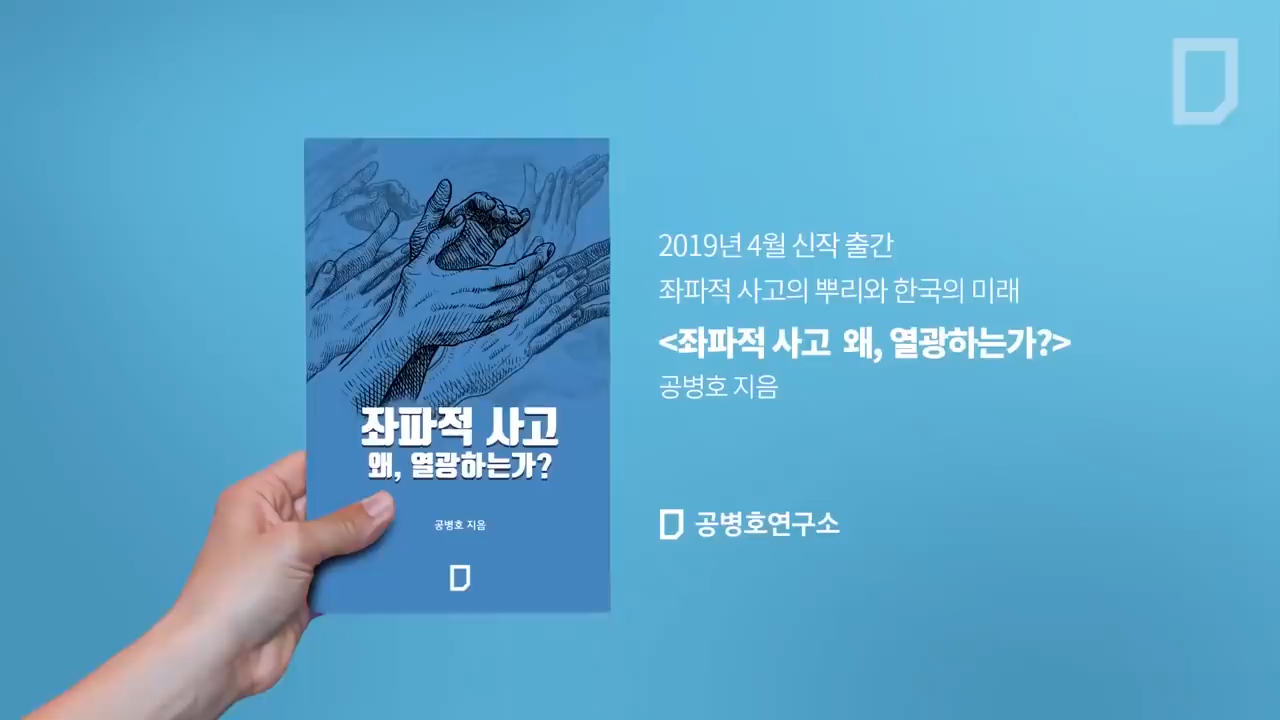 좌파적 사고
왜, 열광하는가?
공병호 지음
2019년 4월 신작 출간
좌파적 사고의 뿌리와 한국의 미래
<좌파적 사고 왜, 열광하는가?>
공병호 지음
공병호연구소